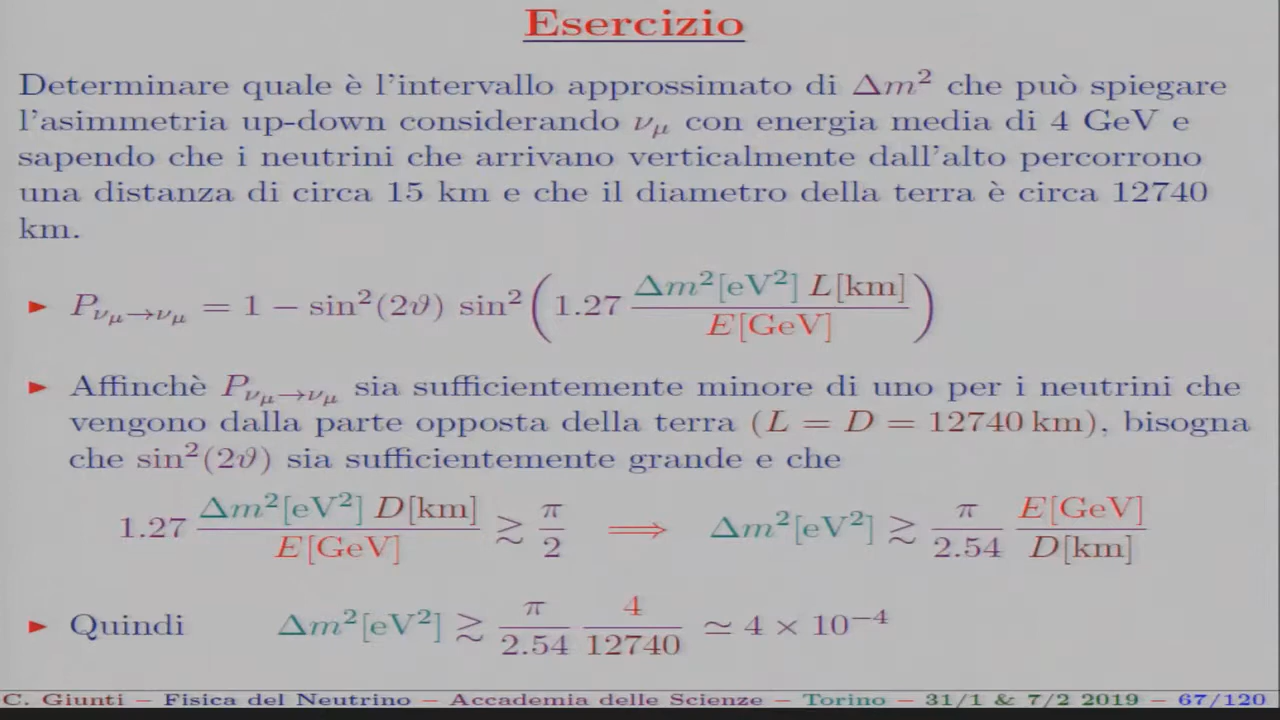 Esercizio
Determinare quale è l'intervallo approssimato di Δm² che può spiegare
l'asimmetria up-down considerando ν_μ con energia media di 4 GeV e
sapendo che i neutrini che arrivano verticalmente dall'alto percorrono
una distanza di circa 15 km e che il diametro della terra è circa 12740
km.
► P_{ν_μ→ν_μ} = 1 − sin²(2ϑ) sin²(1.27 Δm²[eV²] L[km] / E[GeV])
► Affinchè P_{ν_μ→ν_μ} sia sufficientemente minore di uno per i neutrini che
vengono dalla parte opposta della terra (L = D = 12740 km), bisogna
che sin²(2ϑ) sia sufficientemente grande e che
1.27 Δm²[eV²] D[km] / E[GeV] ≳ π/2 ⟹ Δm²[eV²] ≳ π/2.54 E[GeV]/D[km]
► Quindi Δm²[eV²] ≳ π/2.54 4/12740 ≃ 4 × 10⁻⁴
C. Giunti − Fisica del Neutrino − Accademia delle Scienze − Torino − 31/1 & 7/2 2019 − 67/120